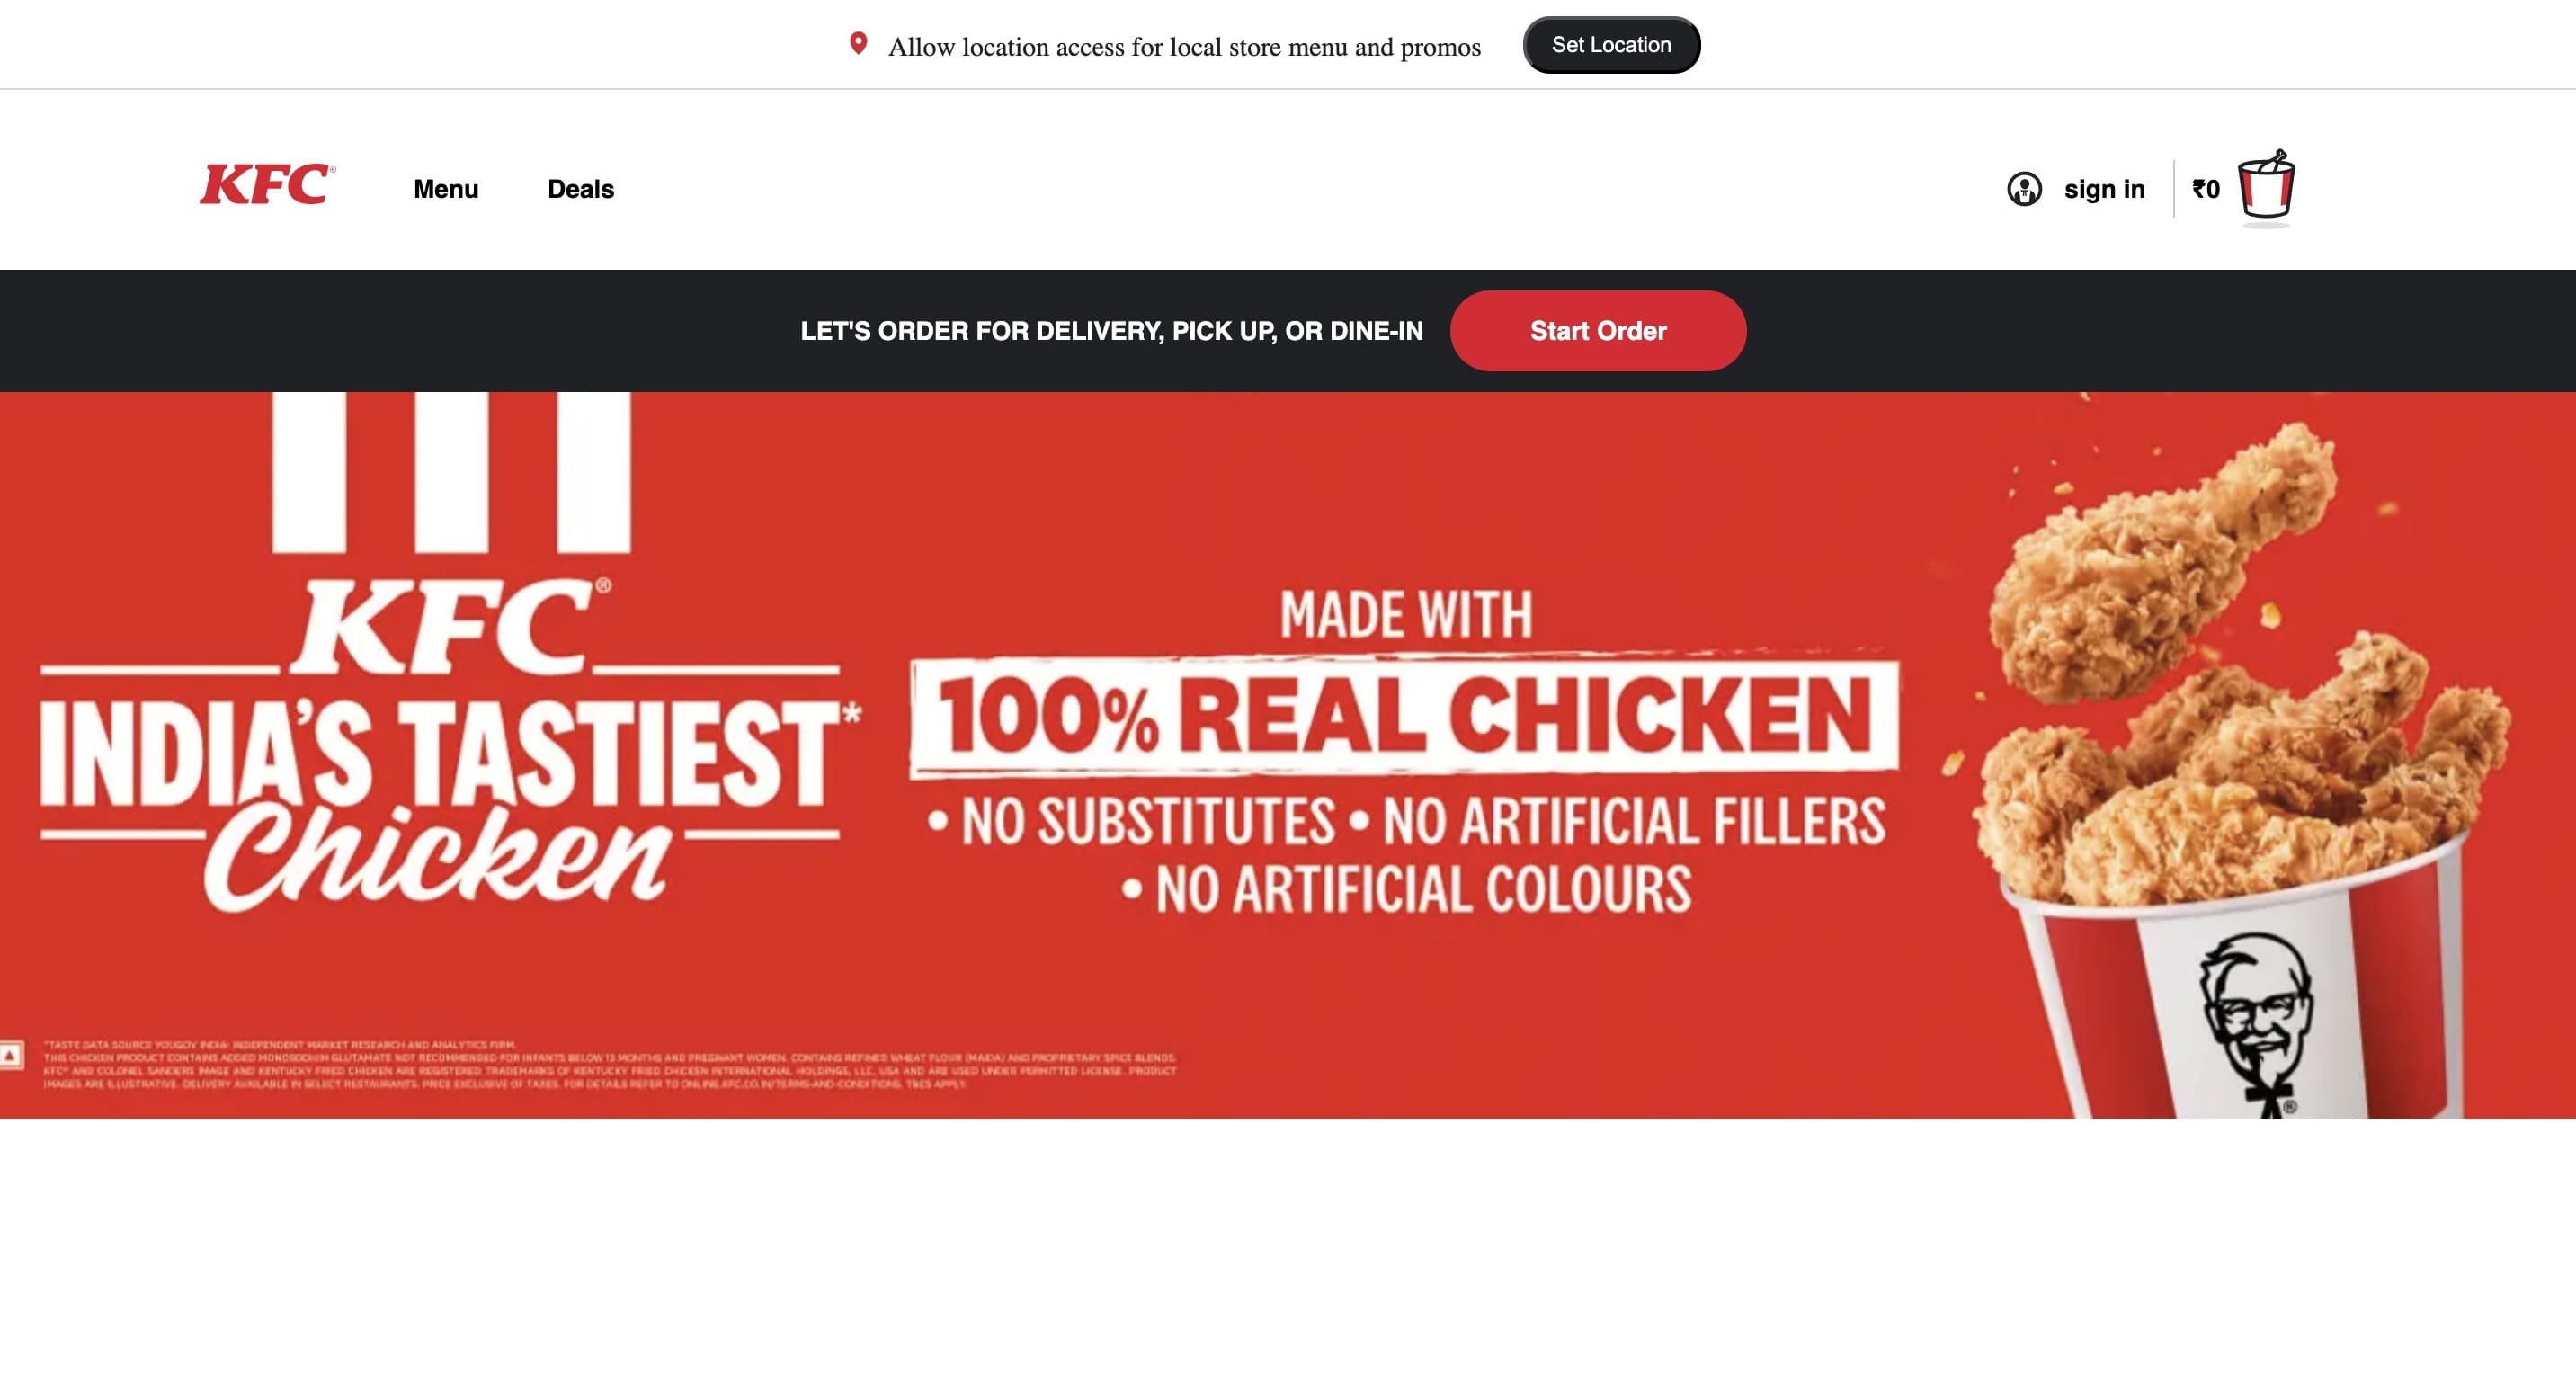 Allow location access for local store menu and promos
Set Location
KFC®
Menu
Deals
sign in
₹0
LET'S ORDER FOR DELIVERY, PICK UP, OR DINE-IN
Start Order
KFC®
INDIA'S TASTIEST*
Chicken
MADE WITH
100% REAL CHICKEN
• NO SUBSTITUTES • NO ARTIFICIAL FILLERS
• NO ARTIFICIAL COLOURS
*TASTE DATA SOURCE YOUGOV INDIA- INDEPENDENT MARKET RESEARCH AND ANALYTICS FIRM.
THIS CHICKEN PRODUCT CONTAINS ADDED MONOSODIUM GLUTAMATE NOT RECOMMENDED FOR INFANTS BELOW 12 MONTHS AND PREGNANT WOMEN. CONTAINS REFINED WHEAT FLOUR (MAIDA) AND PROPRIETARY SPICE BLENDS.
KFC® AND COLONEL SANDERS IMAGE AND KENTUCKY FRIED CHICKEN ARE REGISTERED TRADEMARKS OF KENTUCKY FRIED CHICKEN INTERNATIONAL HOLDINGS, LLC, USA AND ARE USED UNDER PERMITTED LICENSE. PRODUCT
IMAGES ARE ILLUSTRATIVE. DELIVERY AVAILABLE IN SELECT RESTAURANTS. PRICE EXCLUSIVE OF TAXES. FOR DETAILS REFER TO ONLINE.KFC.CO.IN/TERMS-AND-CONDITIONS. T&CS APPLY.
®